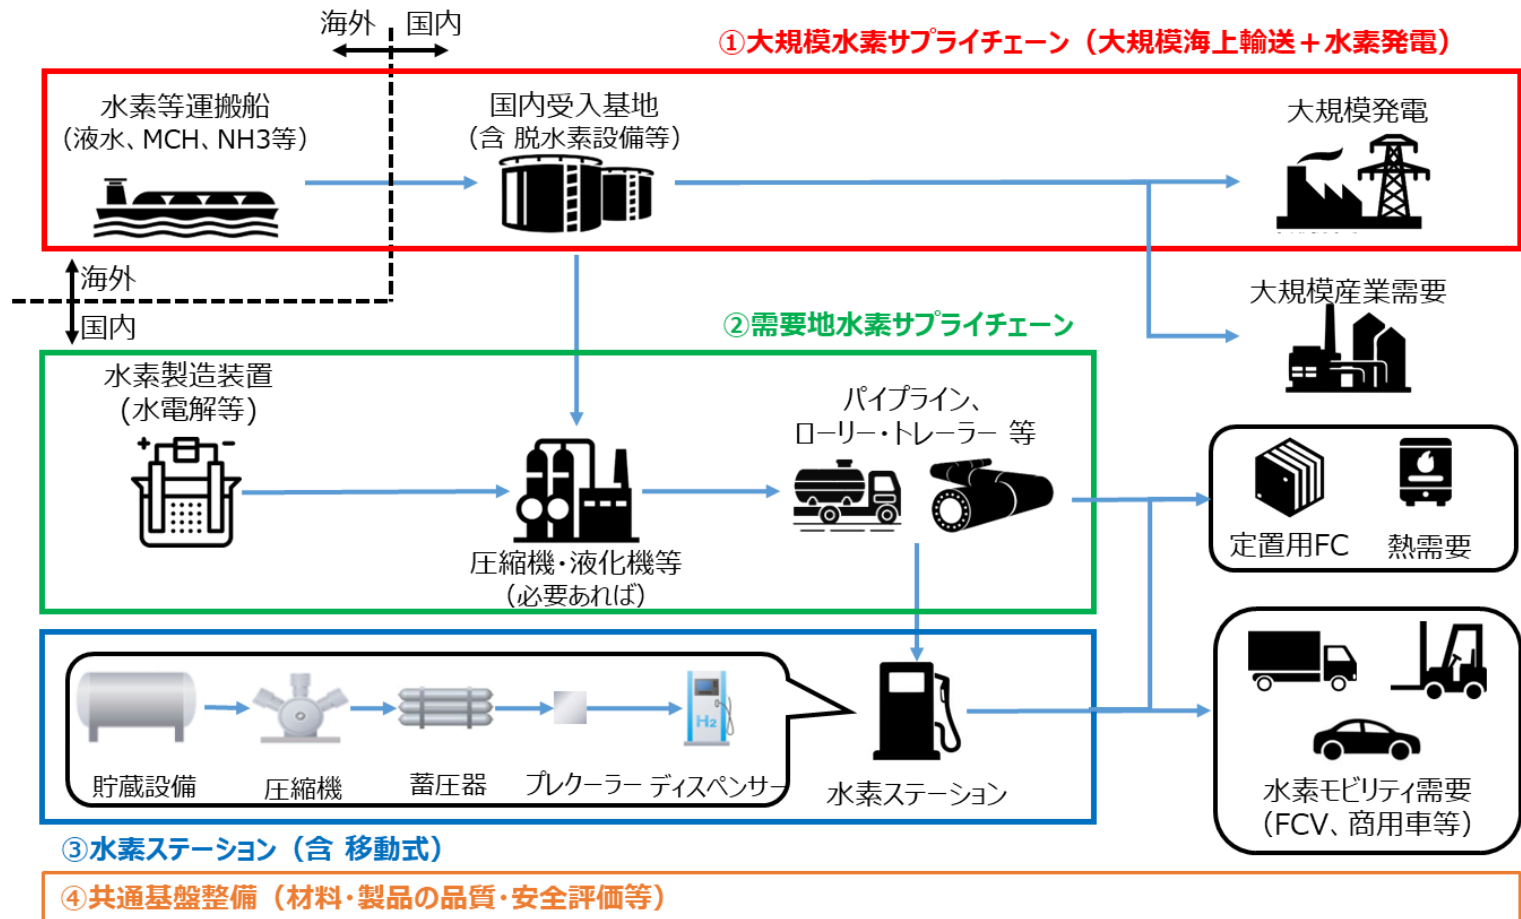 海外 国内
①大規模水素サプライチェーン（大規模海上輸送＋水素発電）
水素等運搬船
（液水、MCH、NH3等）
国内受入基地
（含 脱水素設備等）
大規模発電
海外
国内
大規模産業需要
②需要地水素サプライチェーン
水素製造装置
(水電解等)
パイプライン、
ローリー・トレーラー 等
圧縮機・液化機等
（必要あれば）
定置用FC
熱需要
H2
貯蔵設備
圧縮機
蓄圧器
プレクーラー
ディスペンサー
水素ステーション
水素モビリティ需要
（FCV、商用車等）
③水素ステーション（含 移動式）
④共通基盤整備（材料・製品の品質・安全評価等）